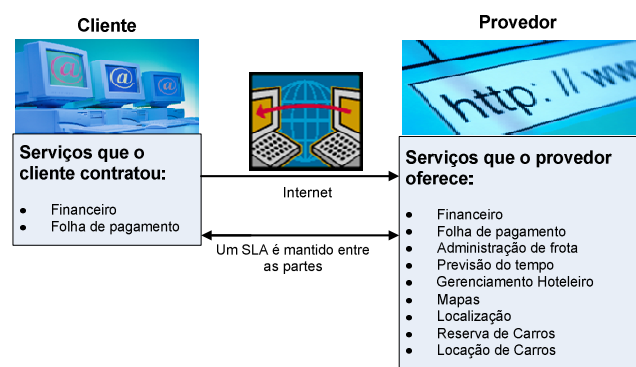 Cliente
Provedor
@
@
@
http: // ww
Serviços que o
cliente contratou:
• Financeiro
• Folha de pagamento
Internet
Um SLA é mantido entre
as partes
Serviços que o provedor
oferece:
• Financeiro
• Folha de pagamento
• Administração de frota
• Previsão do tempo
• Gerenciamento Hoteleiro
• Mapas
• Localização
• Reserva de Carros
• Locação de Carros